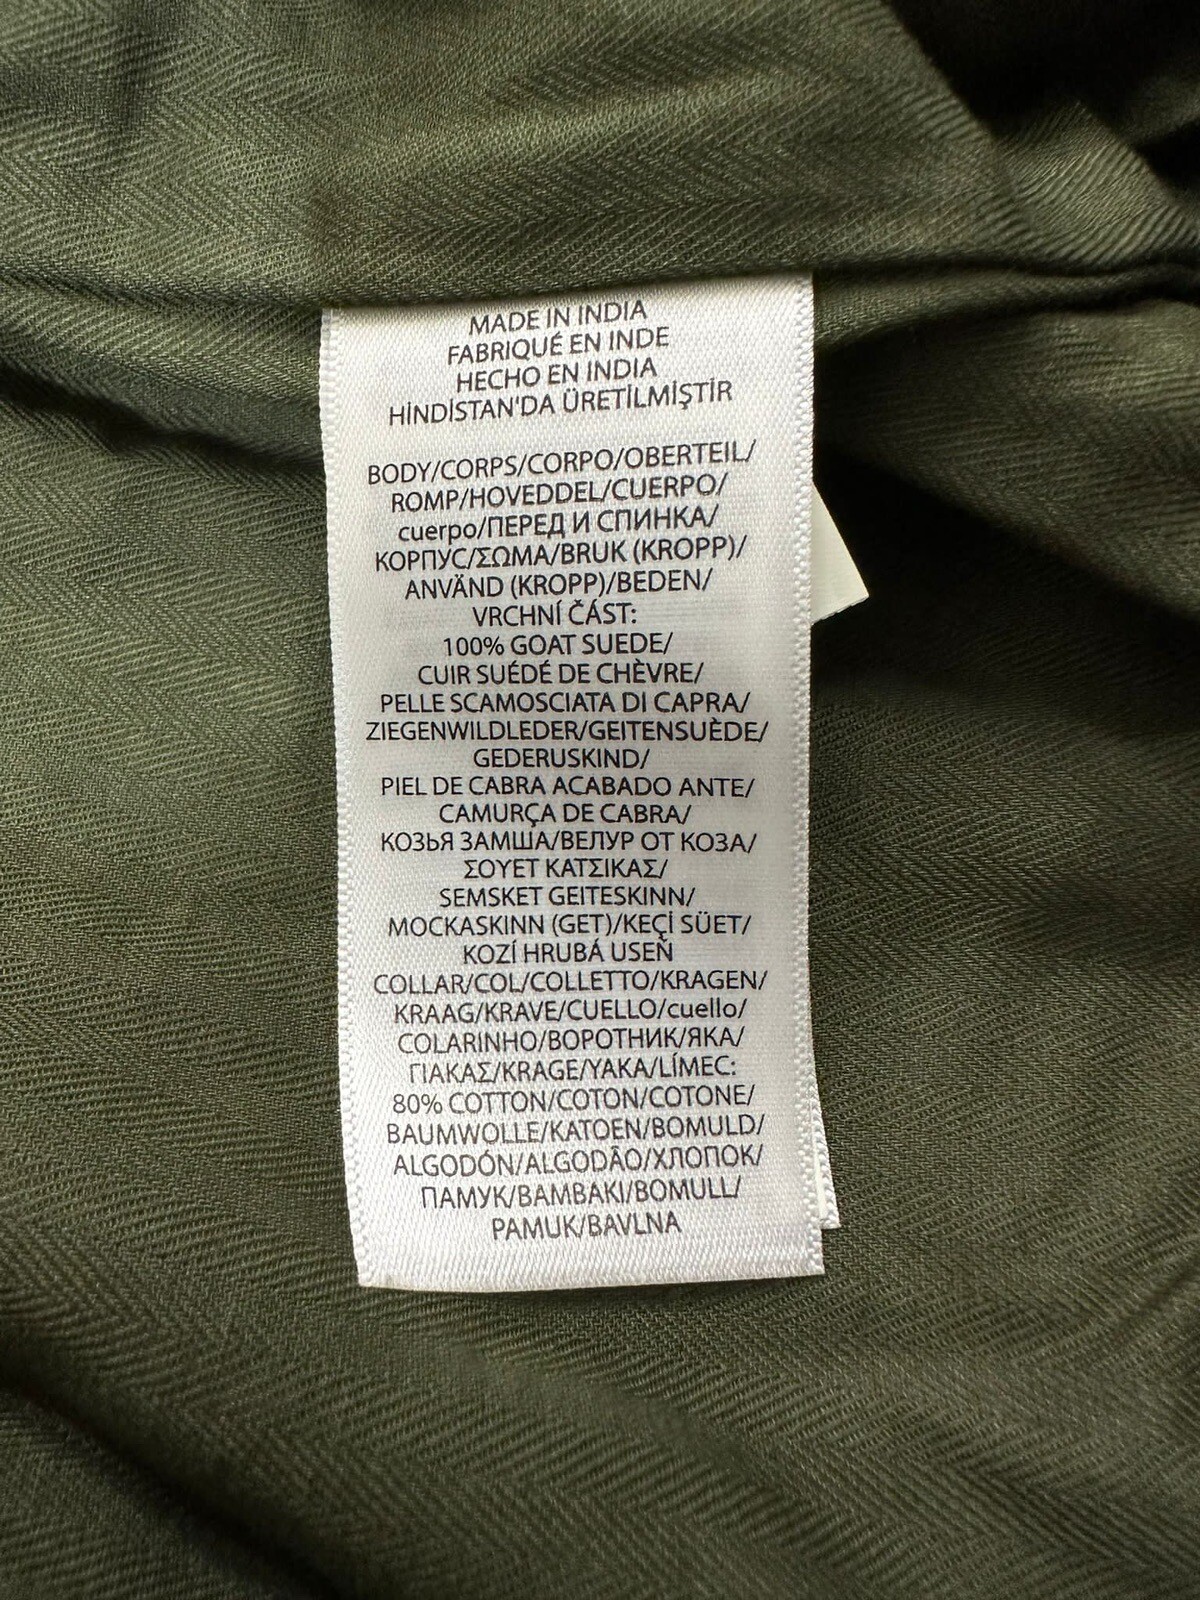 MADE IN INDIA
FABRIQUÉ EN INDE
HECHO EN INDIA
HİNDİSTAN'DA ÜRETİLMİŞTİR
BODY/CORPS/CORPO/OBERTEIL/
ROMP/HOVEDDEL/CUERPO/
cuerpo/ПЕРЕД И СПИНКА/
КОРПУС/ΣΩΜΑ/BRUK (KROPP)/
ANVÄND (KROPP)/BEDEN/
VRCHNÍ ČÁST:
100% GOAT SUEDE/
CUIR SUÉDÉ DE CHÈVRE/
PELLE SCAMOSCIATA DI CAPRA/
ZIEGENWILDLEDER/GEITENSUÈDE/
GEDERUSKIND/
PIEL DE CABRA ACABADO ANTE/
CAMURÇA DE CABRA/
КОЗЬЯ ЗАМША/ВЕЛУР ОТ КОЗА/
ΣΟΥΕΤ ΚΑΤΣΙΚΑΣ/
SEMSKET GEITESKINN/
MOCKASKINN (GET)/KEÇİ SÜET/
KOZÍ HRUBÁ USEŇ
COLLAR/COL/COLLETTO/KRAGEN/
KRAAG/KRAVE/CUELLO/cuello/
COLARINHO/ВОРОТНИК/ЯКА/
ΓΙΑΚΑΣ/KRAGE/YAKA/LÍMEC:
80% COTTON/COTON/COTONE/
BAUMWOLLE/KATOEN/BOMULD/
ALGODÓN/ALGODÃO/ХЛОПОК/
ПАМУК/ΒΑΜΒΑΚΙ/BOMULL/
PAMUK/BAVLNA